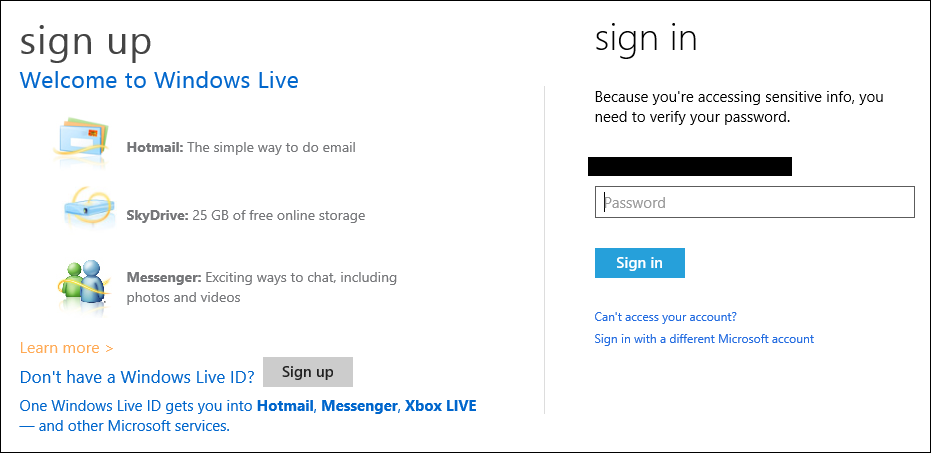 sign up
Welcome to Windows Live
Hotmail: The simple way to do email
SkyDrive: 25 GB of free online storage
Messenger: Exciting ways to chat, including
photos and videos
Learn more >
Don't have a Windows Live ID? Sign up
One Windows Live ID gets you into Hotmail, Messenger, Xbox LIVE
— and other Microsoft services.
sign in
Because you're accessing sensitive info, you
need to verify your password.
Password
Sign in
Can't access your account?
Sign in with a different Microsoft account